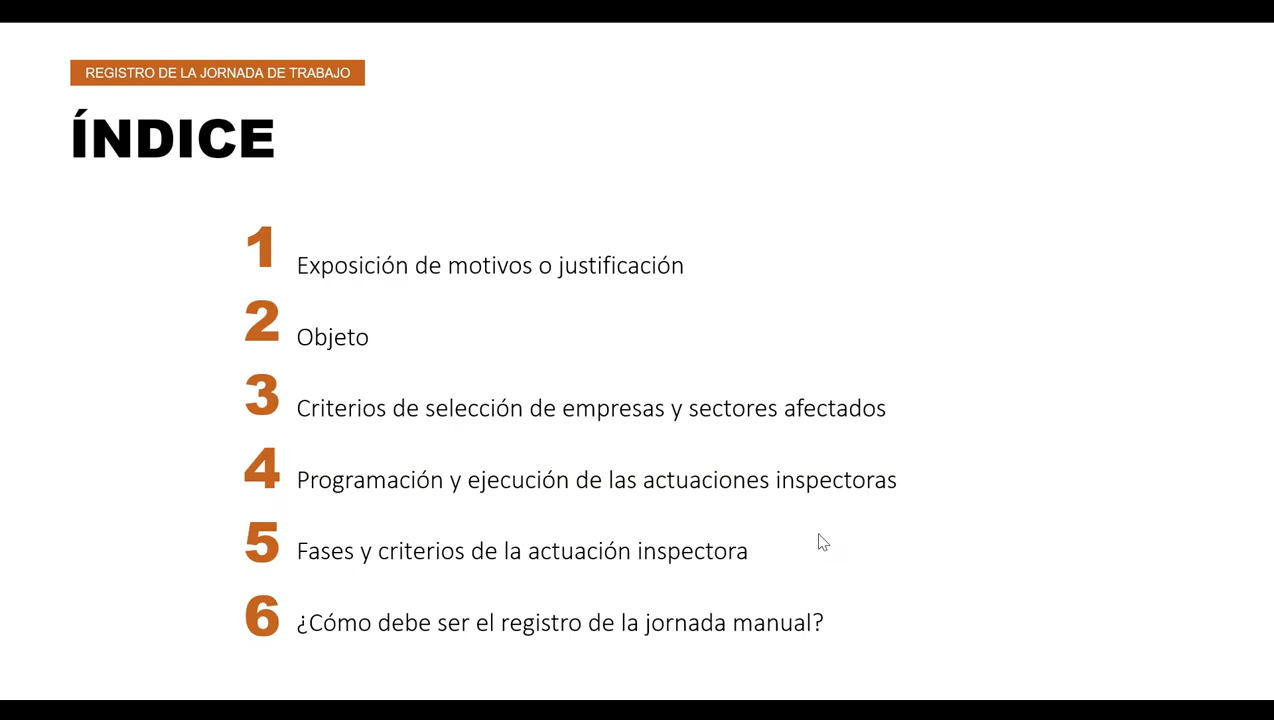 REGISTRO DE LA JORNADA DE TRABAJO
ÍNDICE
1 Exposición de motivos o justificación
2 Objeto
3 Criterios de selección de empresas y sectores afectados
4 Programación y ejecución de las actuaciones inspectoras
5 Fases y criterios de la actuación inspectora
6 ¿Cómo debe ser el registro de la jornada manual?